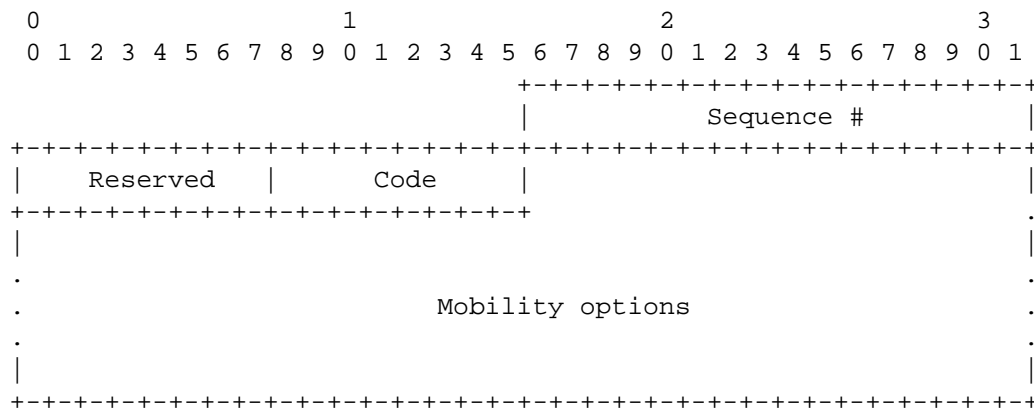 0                   1                   2                   3
 0 1 2 3 4 5 6 7 8 9 0 1 2 3 4 5 6 7 8 9 0 1 2 3 4 5 6 7 8 9 0 1
                                +-+-+-+-+-+-+-+-+-+-+-+-+-+-+-+-+
                                |           Sequence #          |
+-+-+-+-+-+-+-+-+-+-+-+-+-+-+-+-+-+-+-+-+-+-+-+-+-+-+-+-+-+-+-+-+
|    Reserved   |      Code     |                               |
+-+-+-+-+-+-+-+-+-+-+-+-+-+-+-+-+                               .
|                                                               |
.                                                               .
.                          Mobility options                     .
.                                                               .
|                                                               |
+-+-+-+-+-+-+-+-+-+-+-+-+-+-+-+-+-+-+-+-+-+-+-+-+-+-+-+-+-+-+-+-+